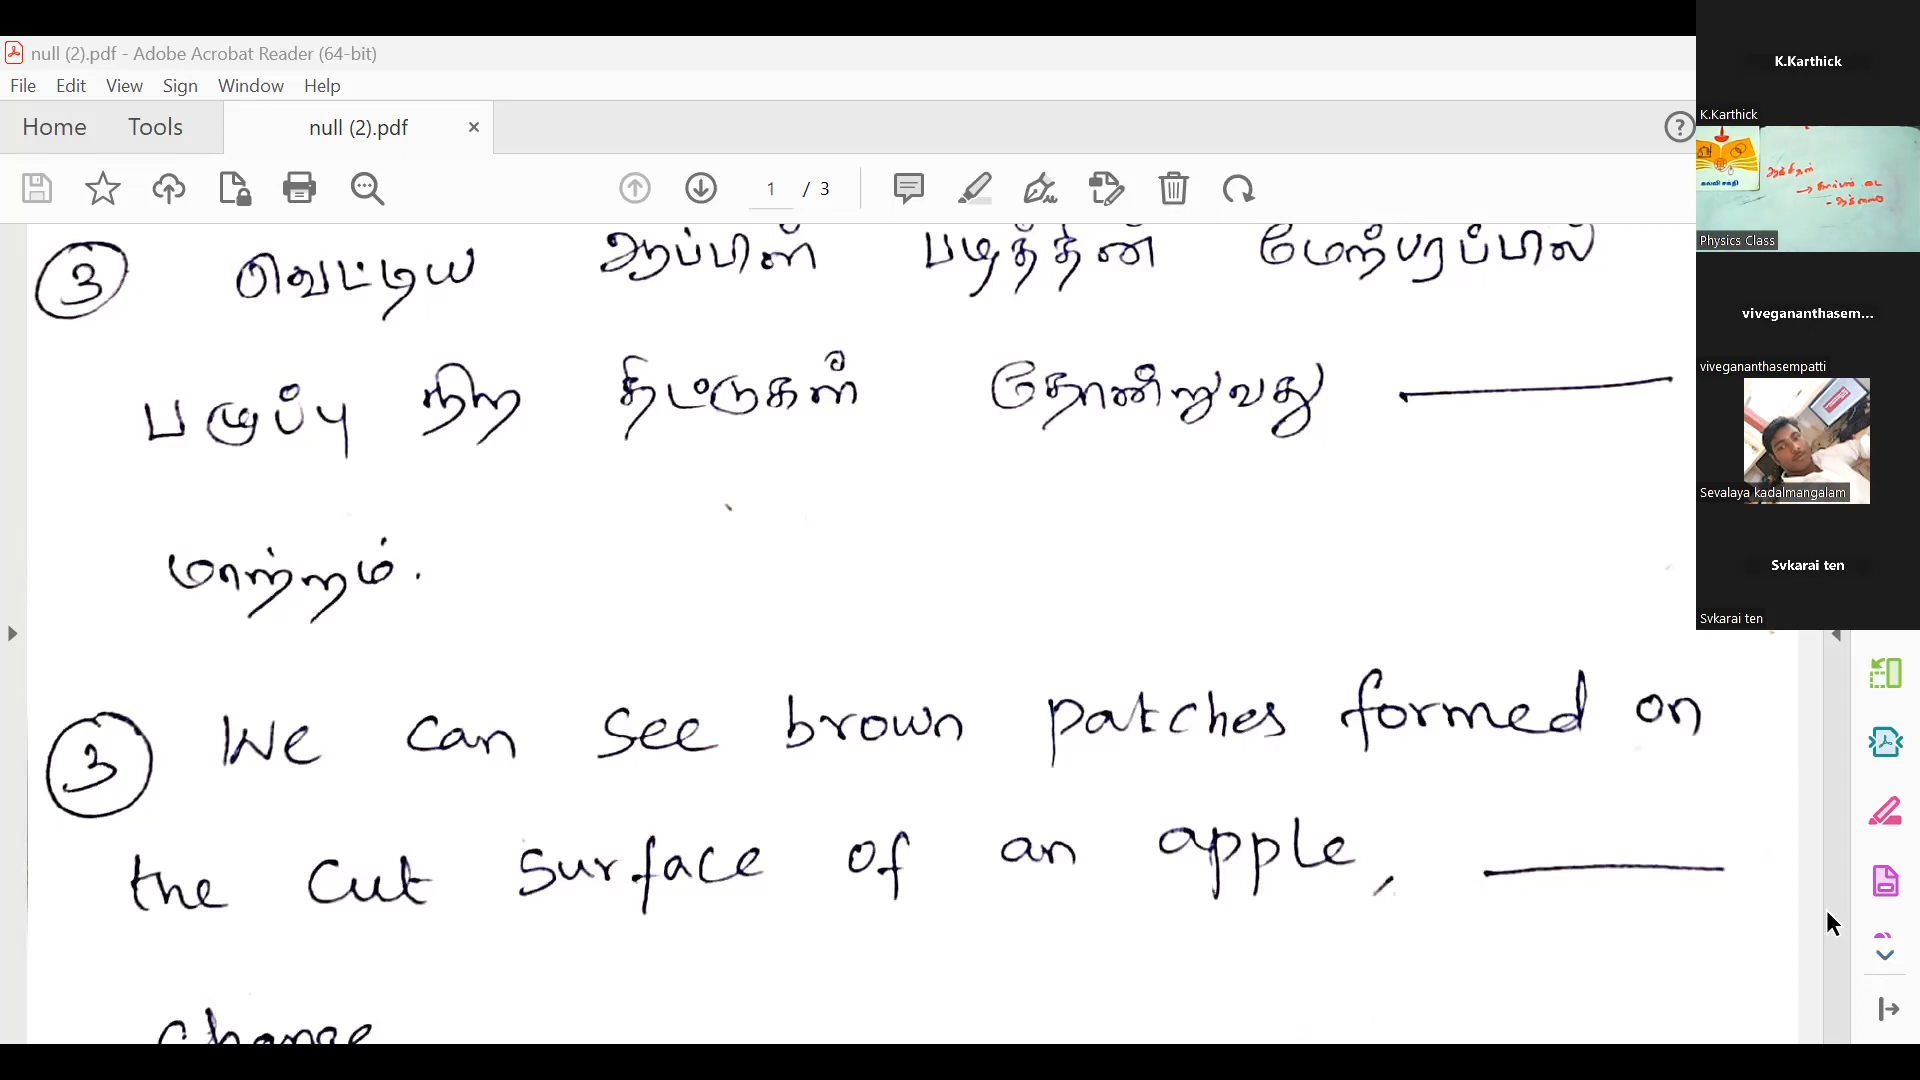 null (2).pdf - Adobe Acrobat Reader (64-bit)
File Edit View Sign Window Help
Home Tools null (2).pdf ×
1 / 3
③ வெட்டிய ஆப்பிள் பழத்தின் மேற்பரப்பில்
பழுப்பு நிற திட்டுகள் தோன்றுவது
மாற்றம்.
③ We can see brown patches formed on
the cut surface of an apple,
change
K.Karthick
K.Karthick
கல்வி சகதி
Physics Class
viveganan­thasem...
viveganan­thasempatti
Sevalaya kadalmangalam
Svkarai ten
Svkarai ten